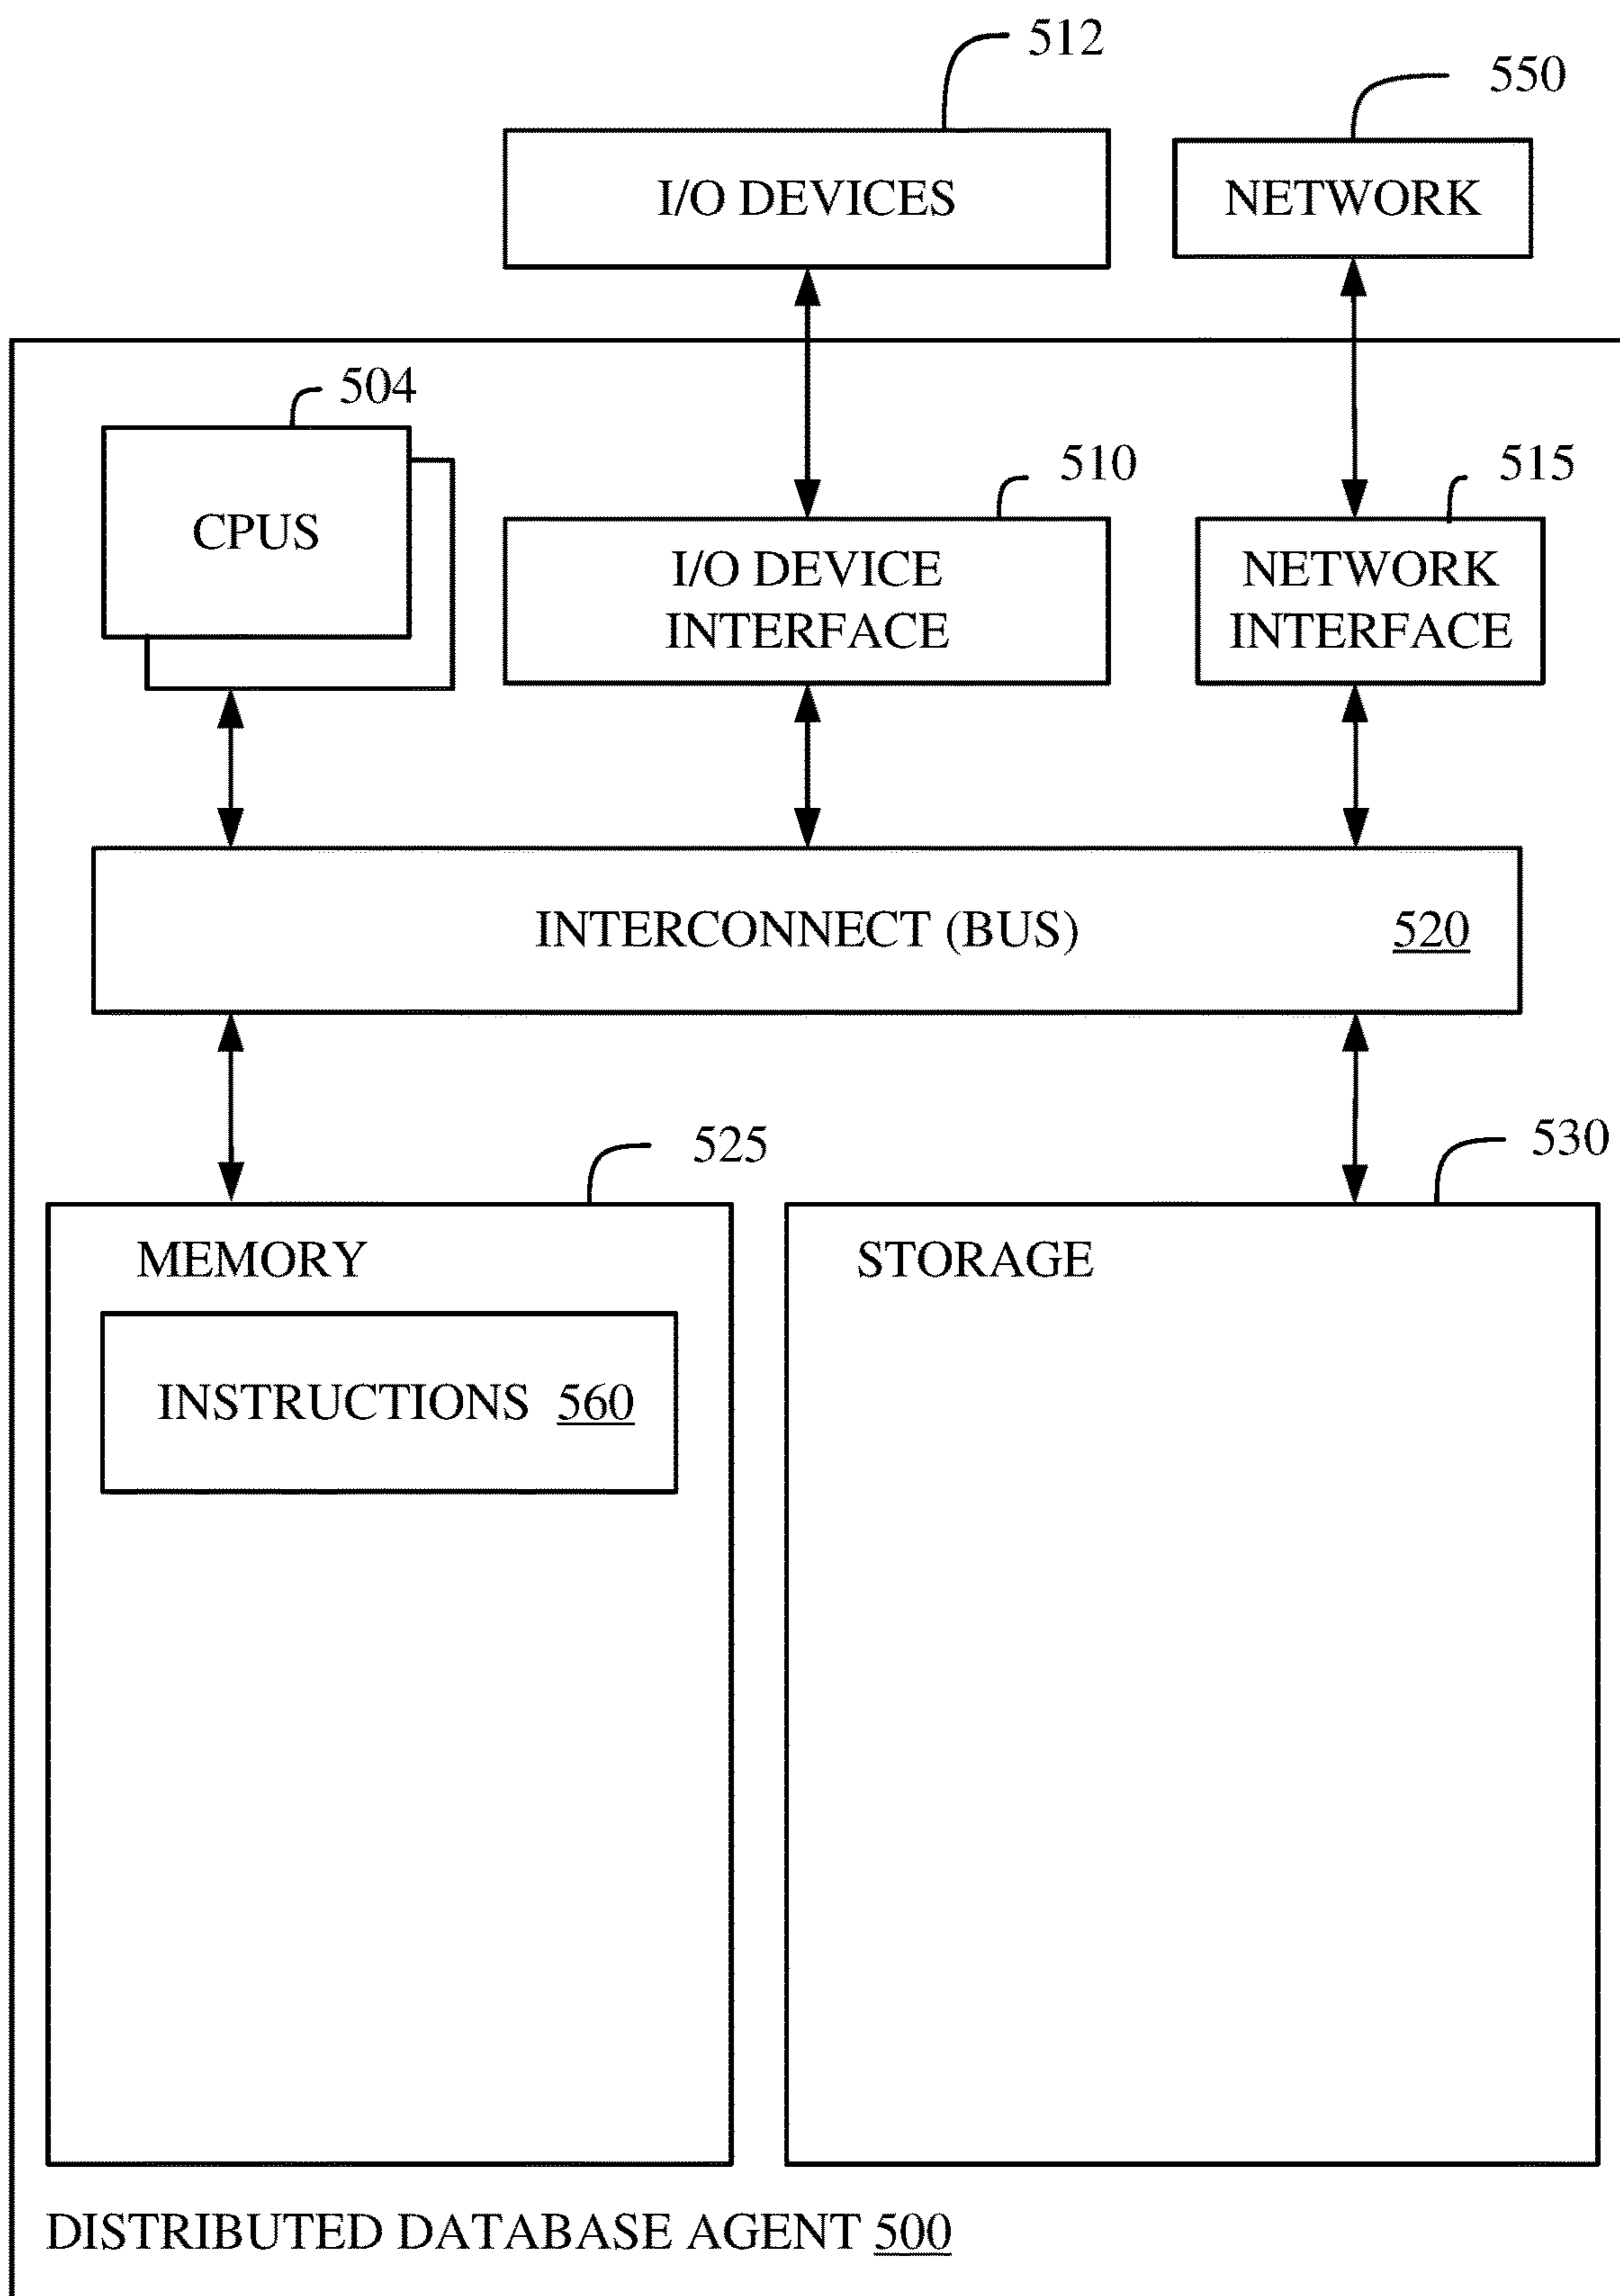 512
550
I/O DEVICES
NETWORK
504
510
515
CPUS
I/O DEVICE
INTERFACE
NETWORK
INTERFACE
INTERCONNECT (BUS) 520
525
530
MEMORY
STORAGE
INSTRUCTIONS 560
DISTRIBUTED DATABASE AGENT 500